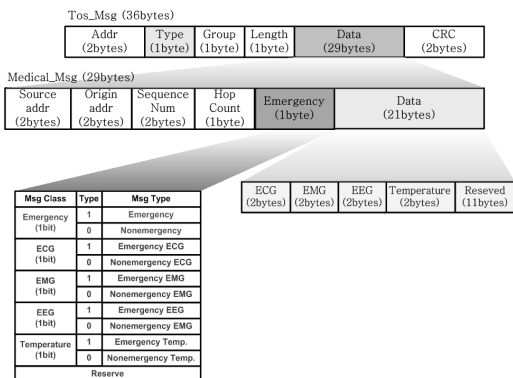 Tos_Msg (36bytes)
Addr (2bytes) Type (1byte) Group (1byte) Length (1byte) Data (29bytes) CRC (2bytes)
Medical_Msg (29bytes)
Source addr (2bytes) Origin addr (2bytes) Sequence Num (2bytes) Hop Count (1byte) Emergency (1byte) Data (21bytes)
ECG (2bytes) EMG (2bytes) EEG (2bytes) Temperature (2bytes) Reseved (11bytes)
Msg Class Type Msg Type
Emergency (1bit) 1 Emergency
0 Nonemergency
ECG (1bit) 1 Emergency ECG
0 Nonemergency ECG
EMG (1bit) 1 Emergency EMG
0 Nonemergency EMG
EEG (1bit) 1 Emergency EEG
0 Nonemergency EMG
Temperature (1bit) 1 Emergency Temp.
0 Nonemergency Temp.
Reserve